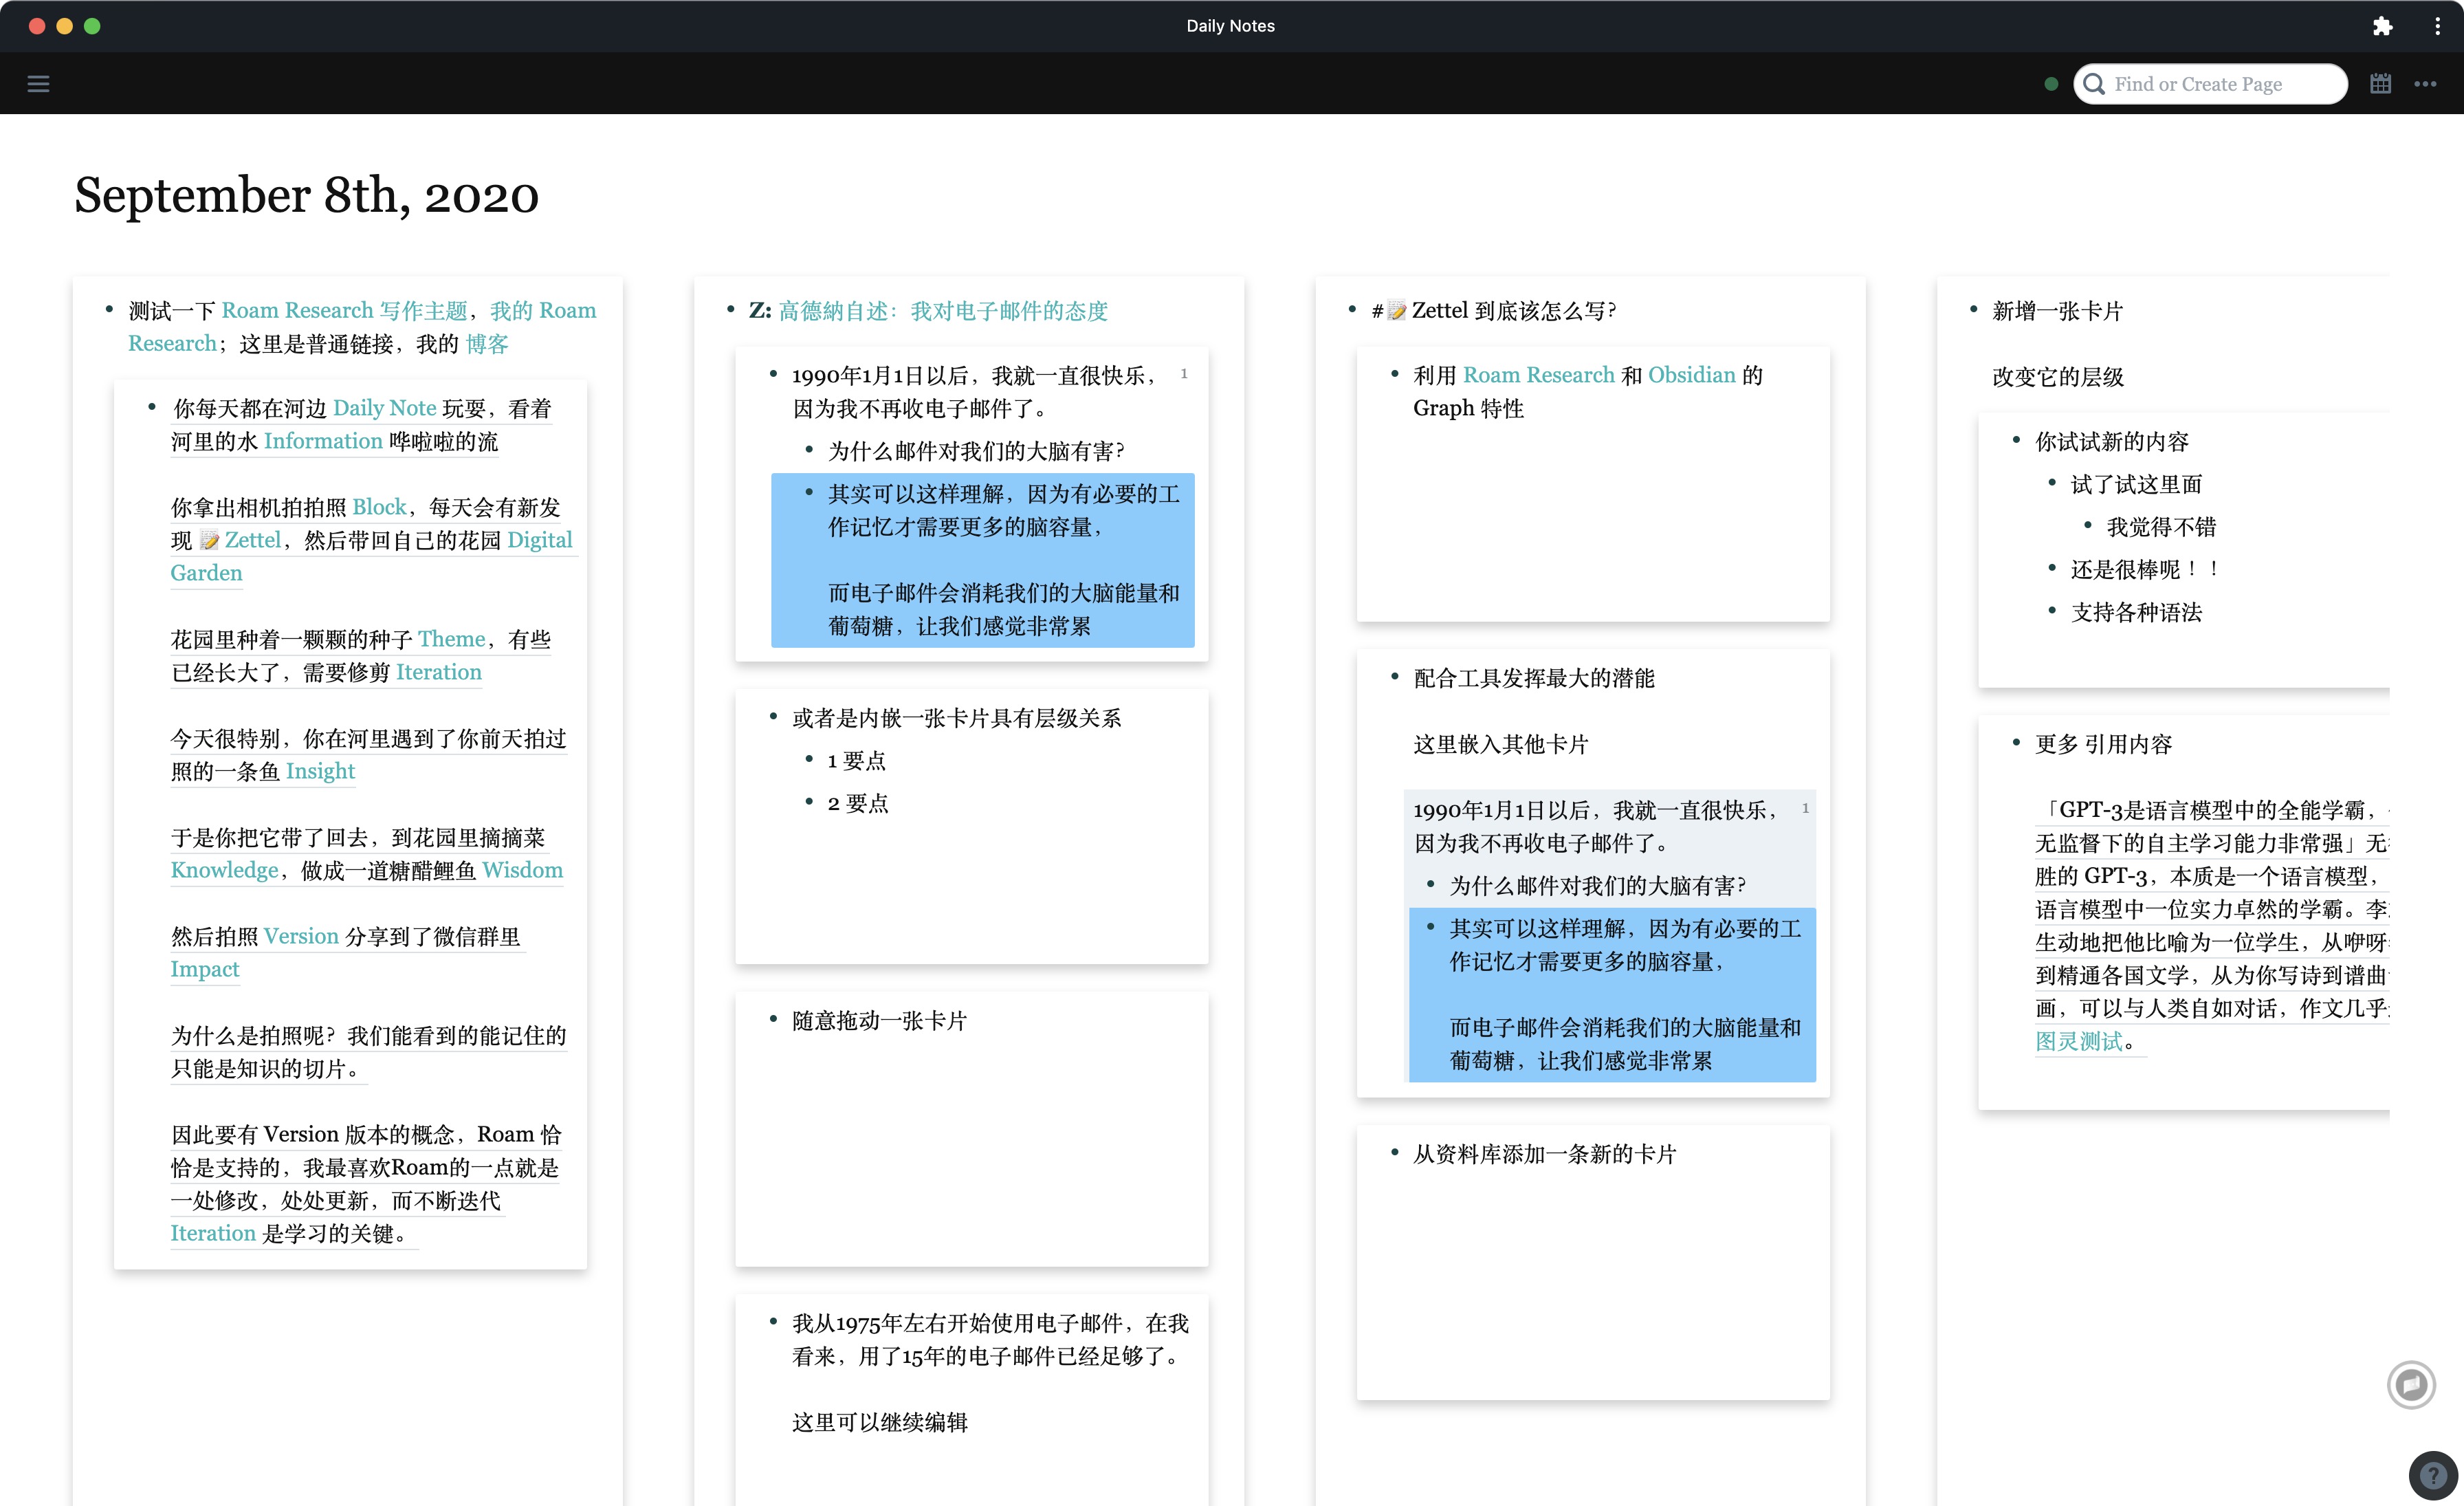 Daily Notes
Find or Create Page
September 8th, 2020
测试一下 Roam Research 写作主题，我的 Roam
Research；这里是普通链接，我的 博客
你每天都在河边 Daily Note 玩耍，看着
河里的水 Information 哗啦啦的流
你拿出相机拍拍照 Block，每天会有新发
现 📝 Zettel，然后带回自己的花园 Digital
Garden
花园里种着一颗颗的种子 Theme，有些
已经长大了，需要修剪 Iteration
今天很特别，你在河里遇到了你前天拍过
照的一条鱼 Insight
于是你把它带了回去，到花园里摘摘菜
Knowledge，做成一道糖醋鲤鱼 Wisdom
然后拍照 Version 分享到了微信群里
Impact
为什么是拍照呢？我们能看到的能记住的
只能是知识的切片。
因此要有 Version 版本的概念，Roam 恰
恰是支持的，我最喜欢Roam的一点就是
一处修改，处处更新，而不断迭代
Iteration 是学习的关键。
Z: 高德纳自述：我对电子邮件的态度
1990年1月1日以后，我就一直很快乐， 1
因为我不再收电子邮件了。
为什么邮件对我们的大脑有害?
其实可以这样理解，因为有必要的工
作记忆才需要更多的脑容量，
而电子邮件会消耗我们的大脑能量和
葡萄糖，让我们感觉非常累
或者是内嵌一张卡片具有层级关系
1 要点
2 要点
随意拖动一张卡片
我从1975年左右开始使用电子邮件，在我
看来，用了15年的电子邮件已经足够了。
这里可以继续编辑
#📝 Zettel 到底该怎么写?
利用 Roam Research 和 Obsidian 的
Graph 特性
配合工具发挥最大的潜能
这里嵌入其他卡片
1990年1月1日以后，我就一直很快乐， 1
因为我不再收电子邮件了。
为什么邮件对我们的大脑有害?
其实可以这样理解，因为有必要的工
作记忆才需要更多的脑容量，
而电子邮件会消耗我们的大脑能量和
葡萄糖，让我们感觉非常累
从资料库添加一条新的卡片
新增一张卡片
改变它的层级
你试试新的内容
试了试这里面
我觉得不错
还是很棒呢！！
支持各种语法
更多 引用内容
「GPT-3是语言模型中的全能学霸，
无监督下的自主学习能力非常强」无
胜的 GPT-3，本质是一个语言模型，
语言模型中一位实力卓然的学霸。李
生动地把他比喻为一位学生，从咿呀
到精通各国文学，从为你写诗到谱曲
画，可以与人类自如对话，作文几乎
图灵测试。